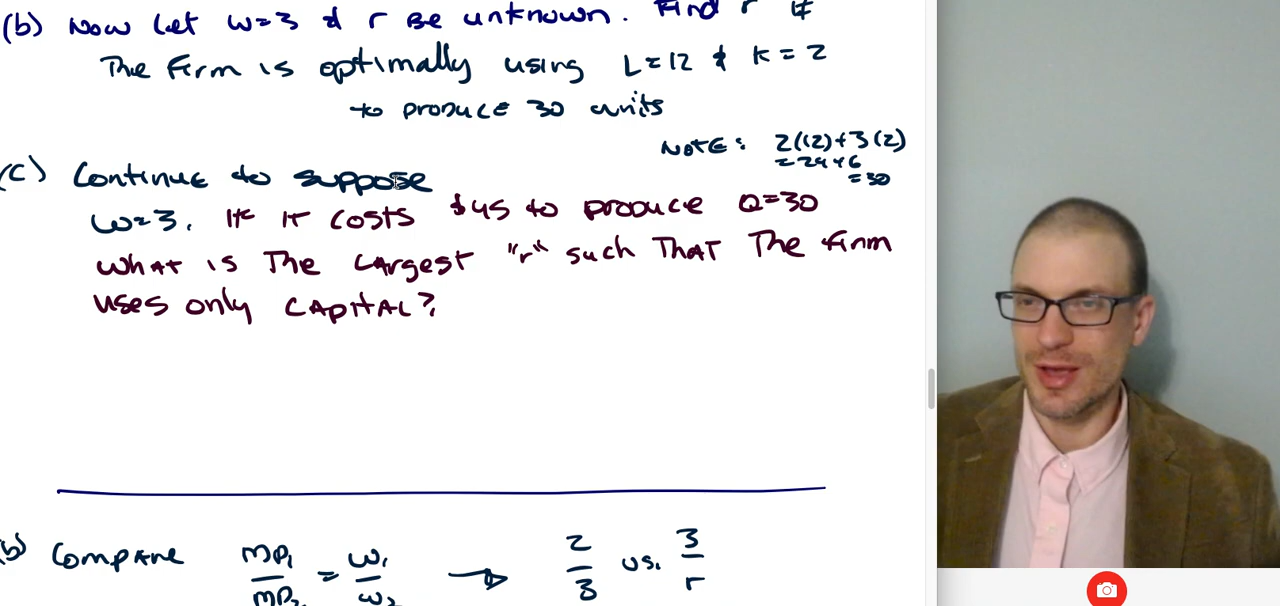 (b) Now Let w=3 & r Be unknown. Find r if
The Firm is optimally using L=12 & K=2
to produce 30 units
NOTE: 2(12)+3(2)
=24+6
=30
(c) Continue to suppose
w=3. If it costs $45 to produce Q=30
what is The Largest "r" such THAT The firm
uses only CAPITAL?
b) Compare MP1/MP2 = w1/w2 → 2/3 vs. 3/r